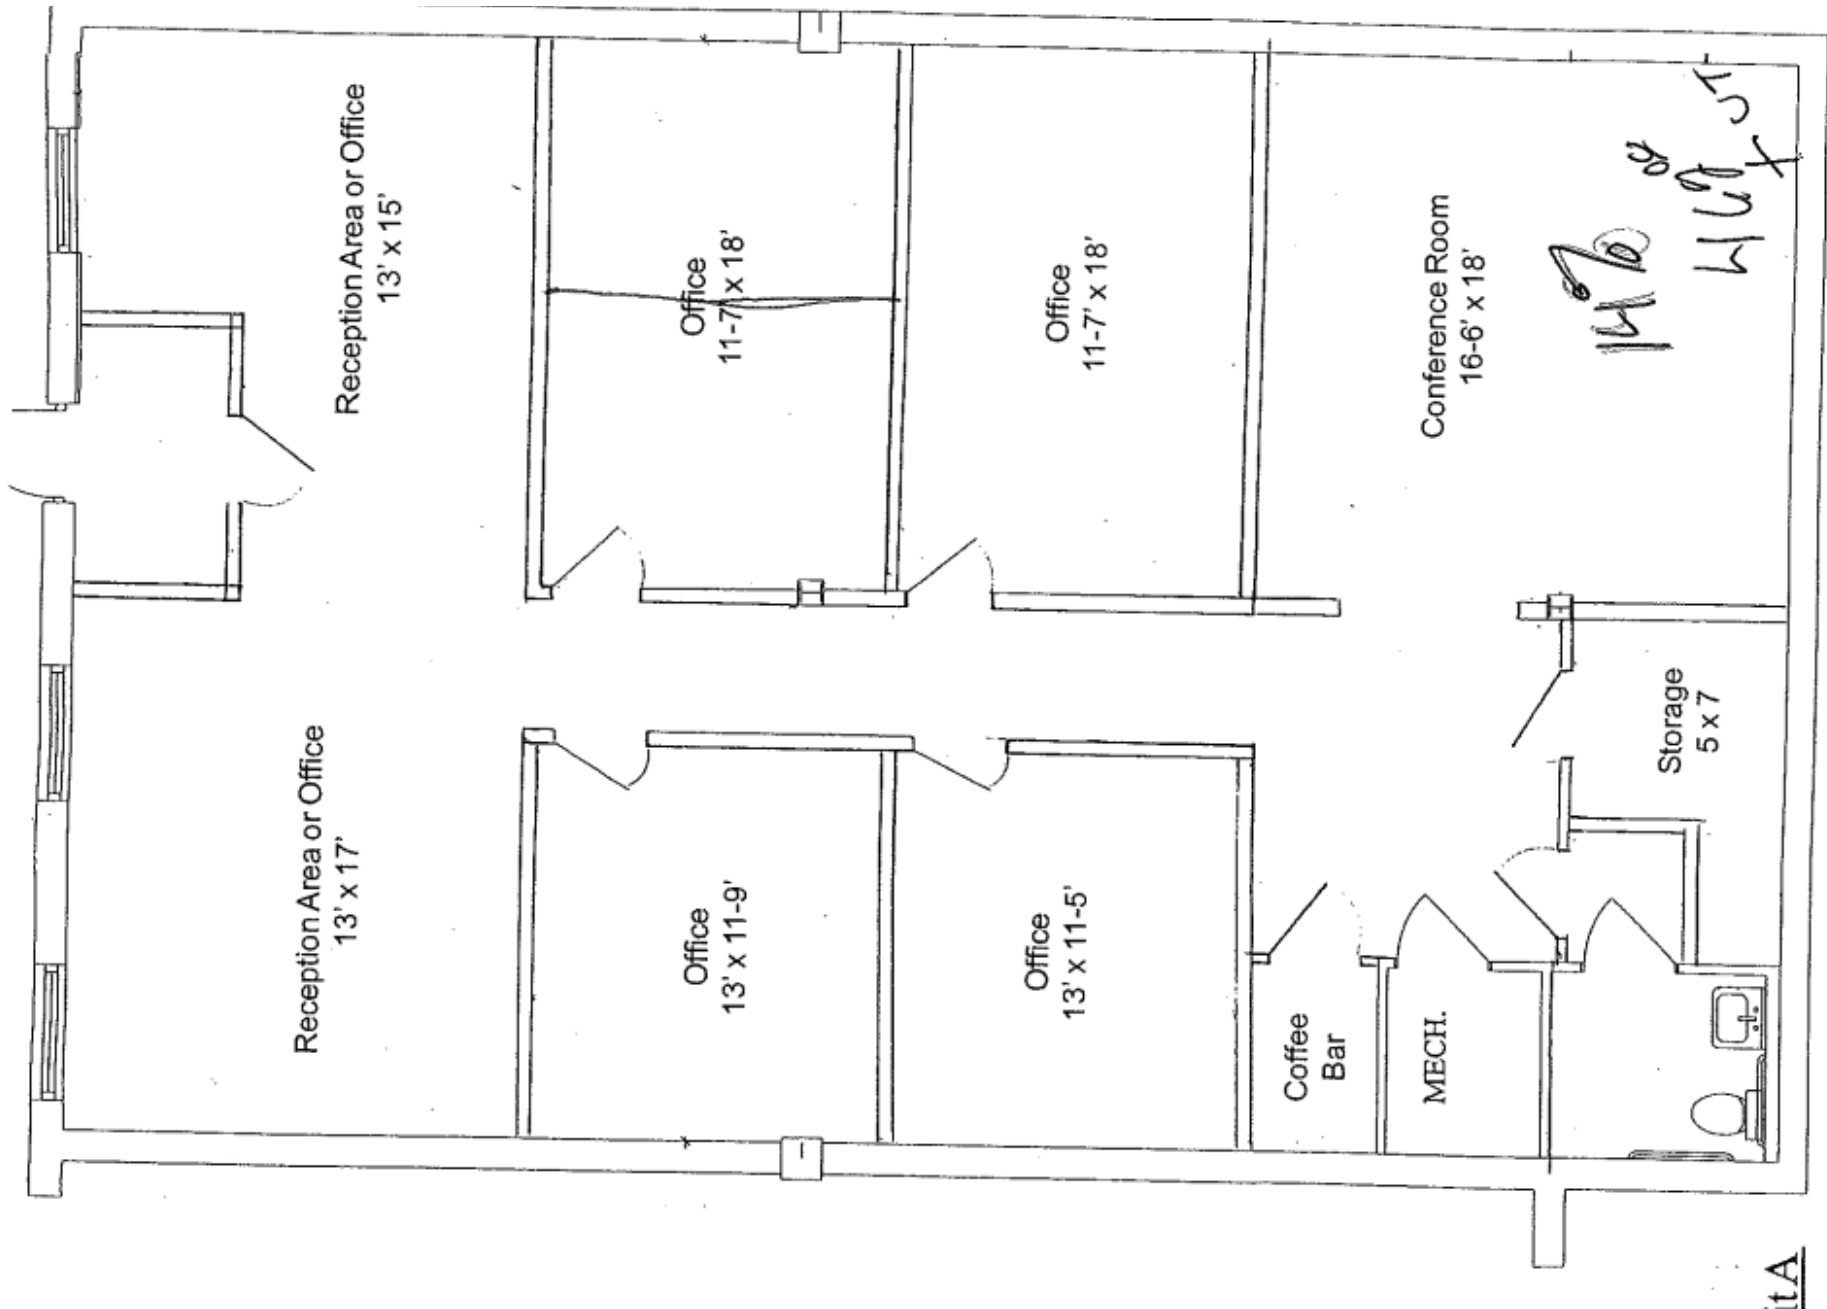 Reception Area or Office
13' x 15'
Office
11-7' x 18'
Office
11-7' x 18'
Conference Room
16-6' x 18'
Reception Area or Office
13' x 17'
Office
13' x 11-9'
Office
13' x 11-5'
Coffee
Bar
MECH.
Storage
5 x 7
it A